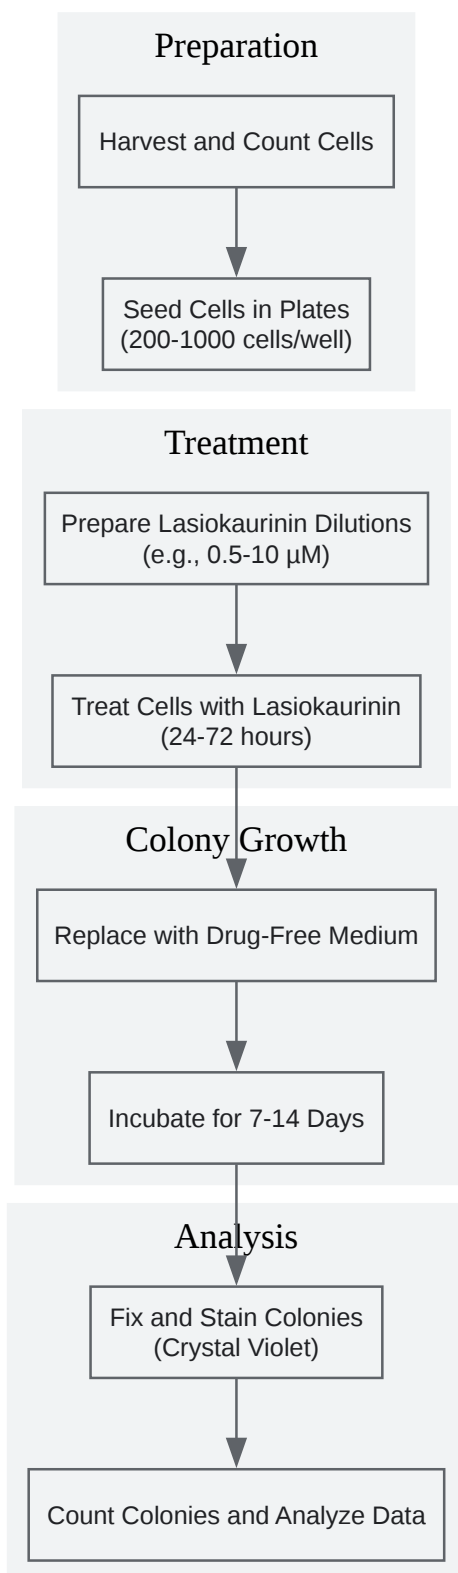 Preparation
Harvest and Count Cells
Seed Cells in Plates
(200-1000 cells/well)
Treatment
Prepare Lasiokaurinin Dilutions
(e.g., 0.5-10 µM)
Treat Cells with Lasiokaurinin
(24-72 hours)
Colony Growth
Replace with Drug-Free Medium
Incubate for 7-14 Days
Analysis
Fix and Stain Colonies
(Crystal Violet)
Count Colonies and Analyze Data